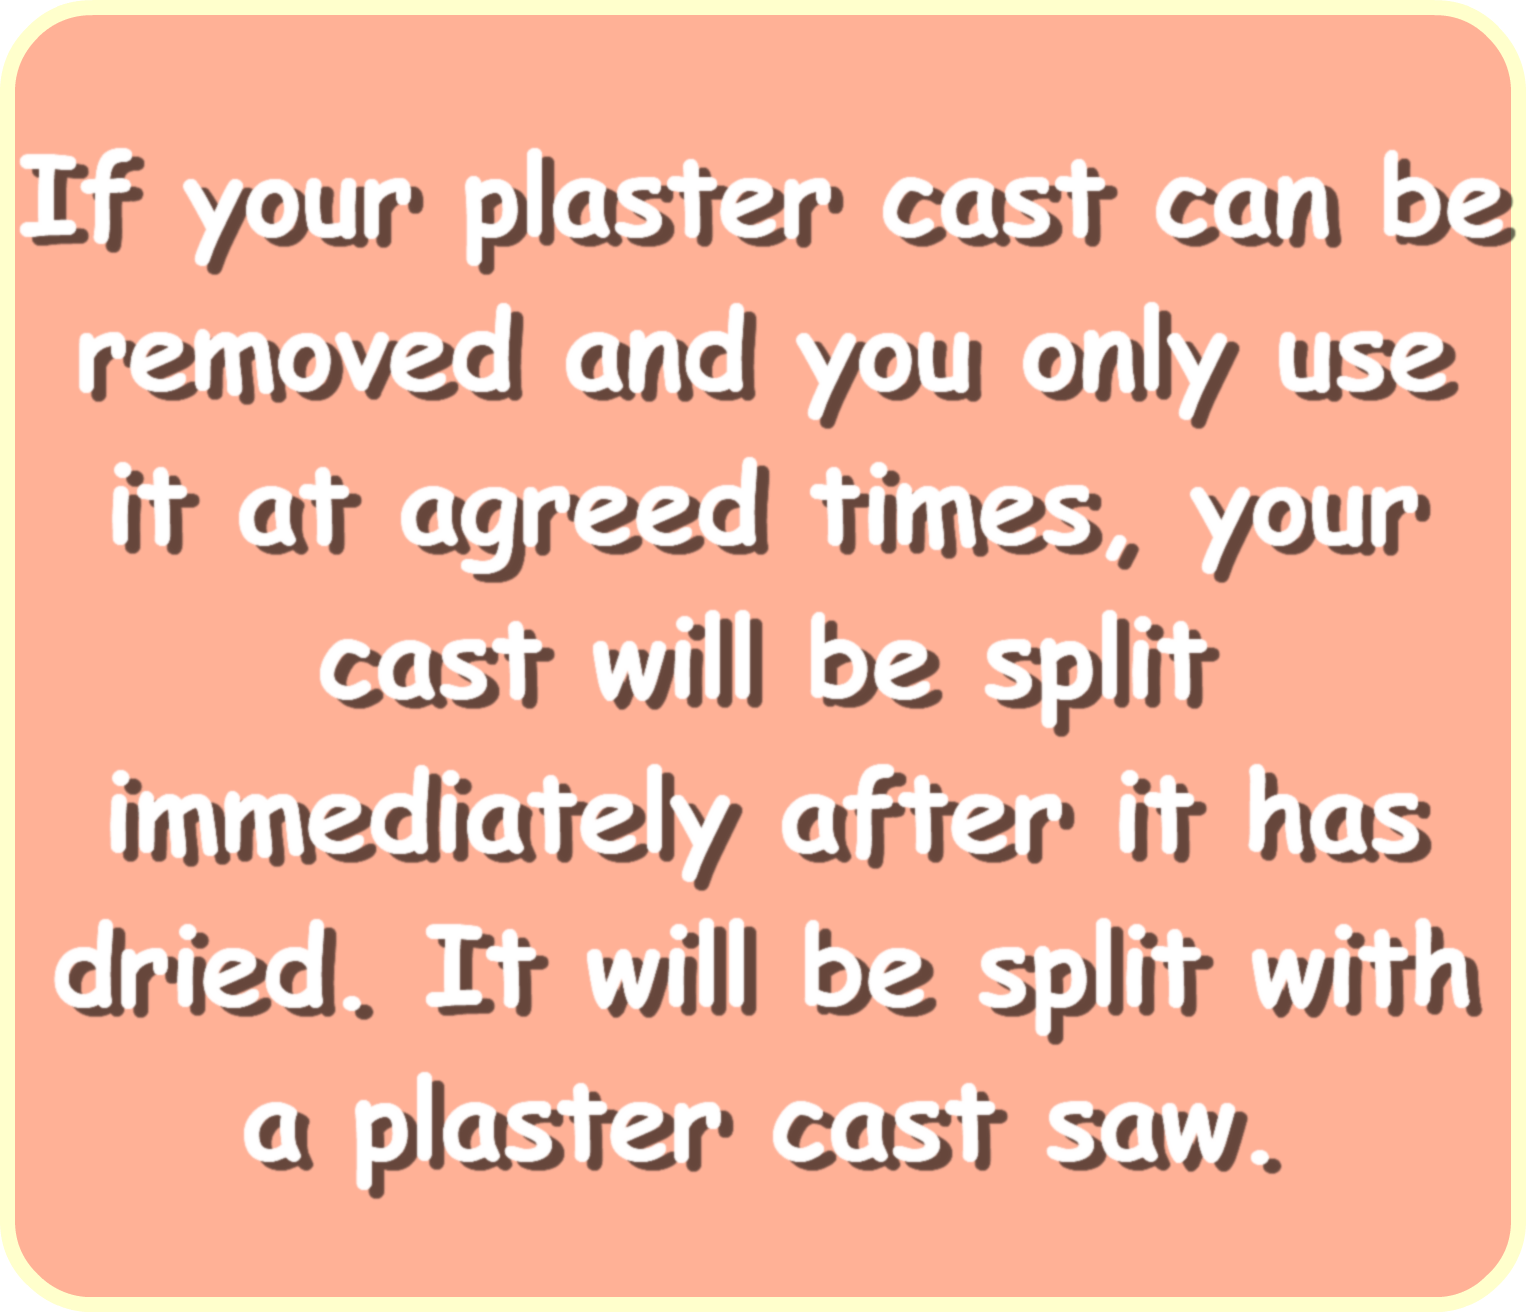 If your plaster cast can be
removed and you only use
it at agreed times, your
cast will be split
immediately after it has
dried. It will be split with
a plaster cast saw.